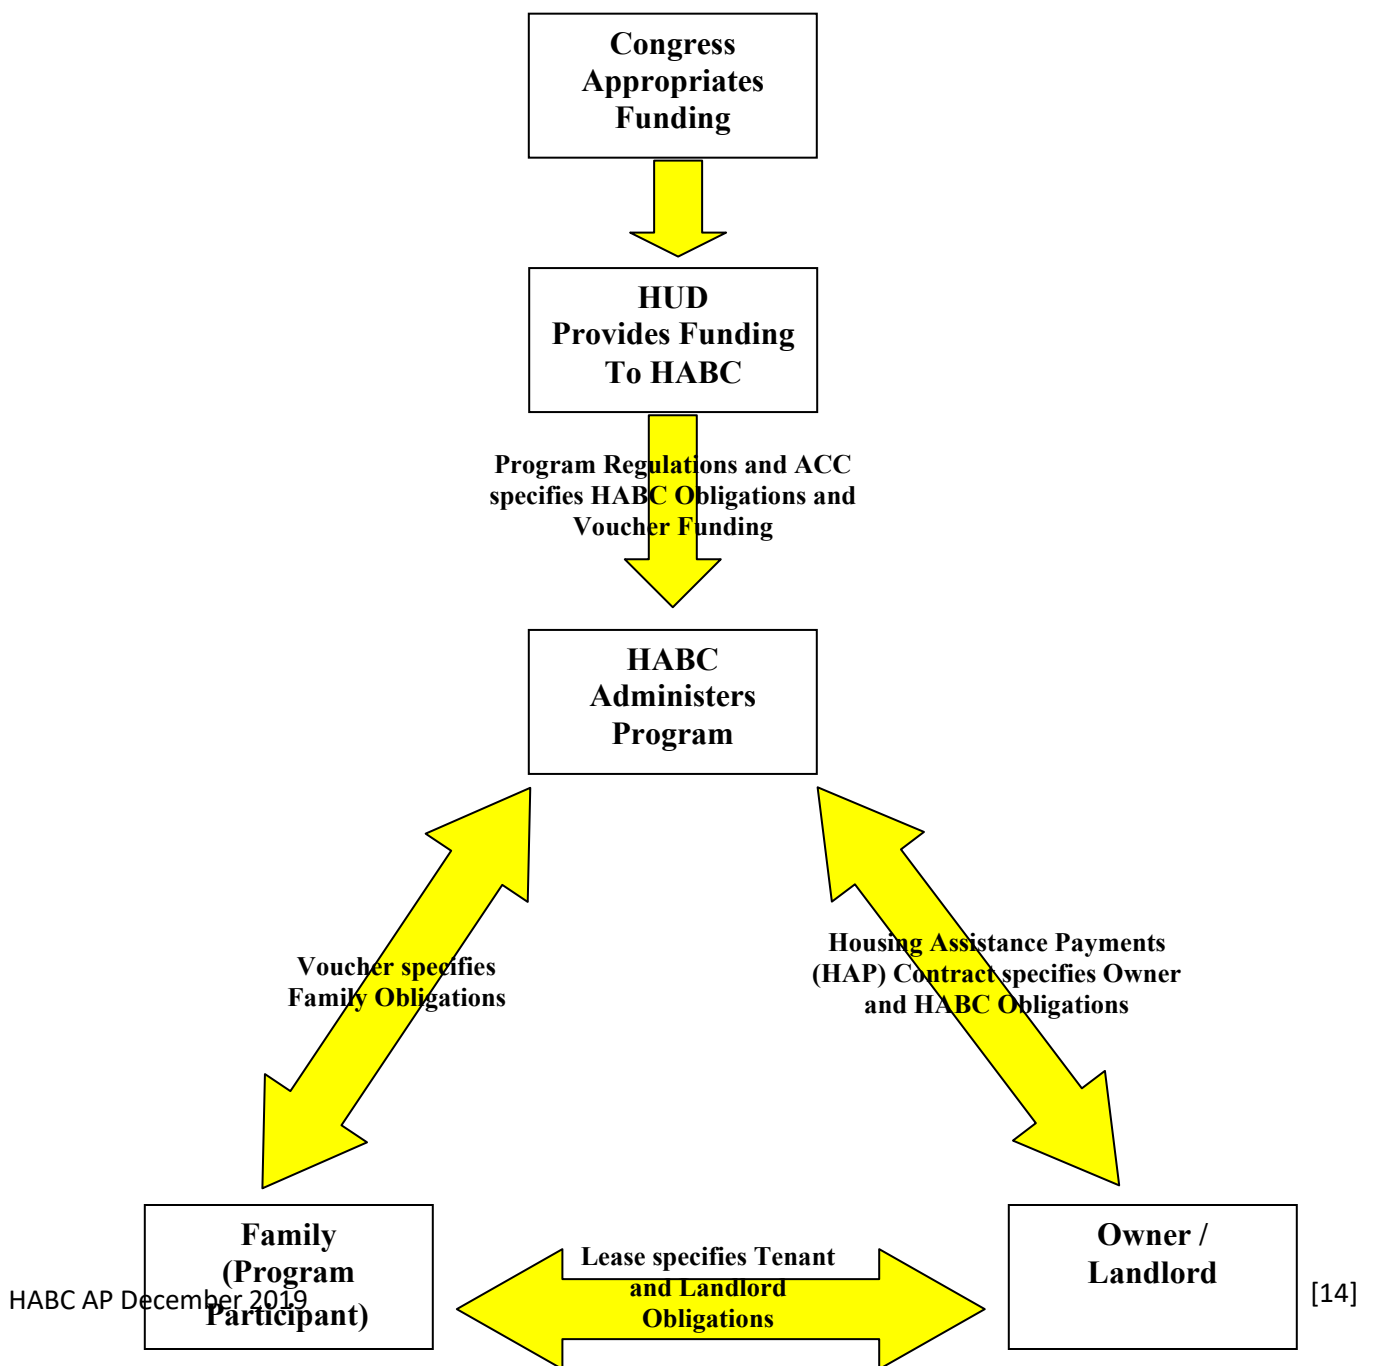 Congress
Appropriates
Funding
HUD
Provides Funding
To HABC
Program Regulations and ACC
specifies HABC Obligations and
Voucher Funding
HABC
Administers
Program
Voucher specifies
Family Obligations
Housing Assistance Payments
(HAP) Contract specifies Owner
and HABC Obligations
Family
(Program
Participant)
Lease specifies Tenant
and Landlord
Obligations
Owner /
Landlord
HABC AP December 2019
[14]